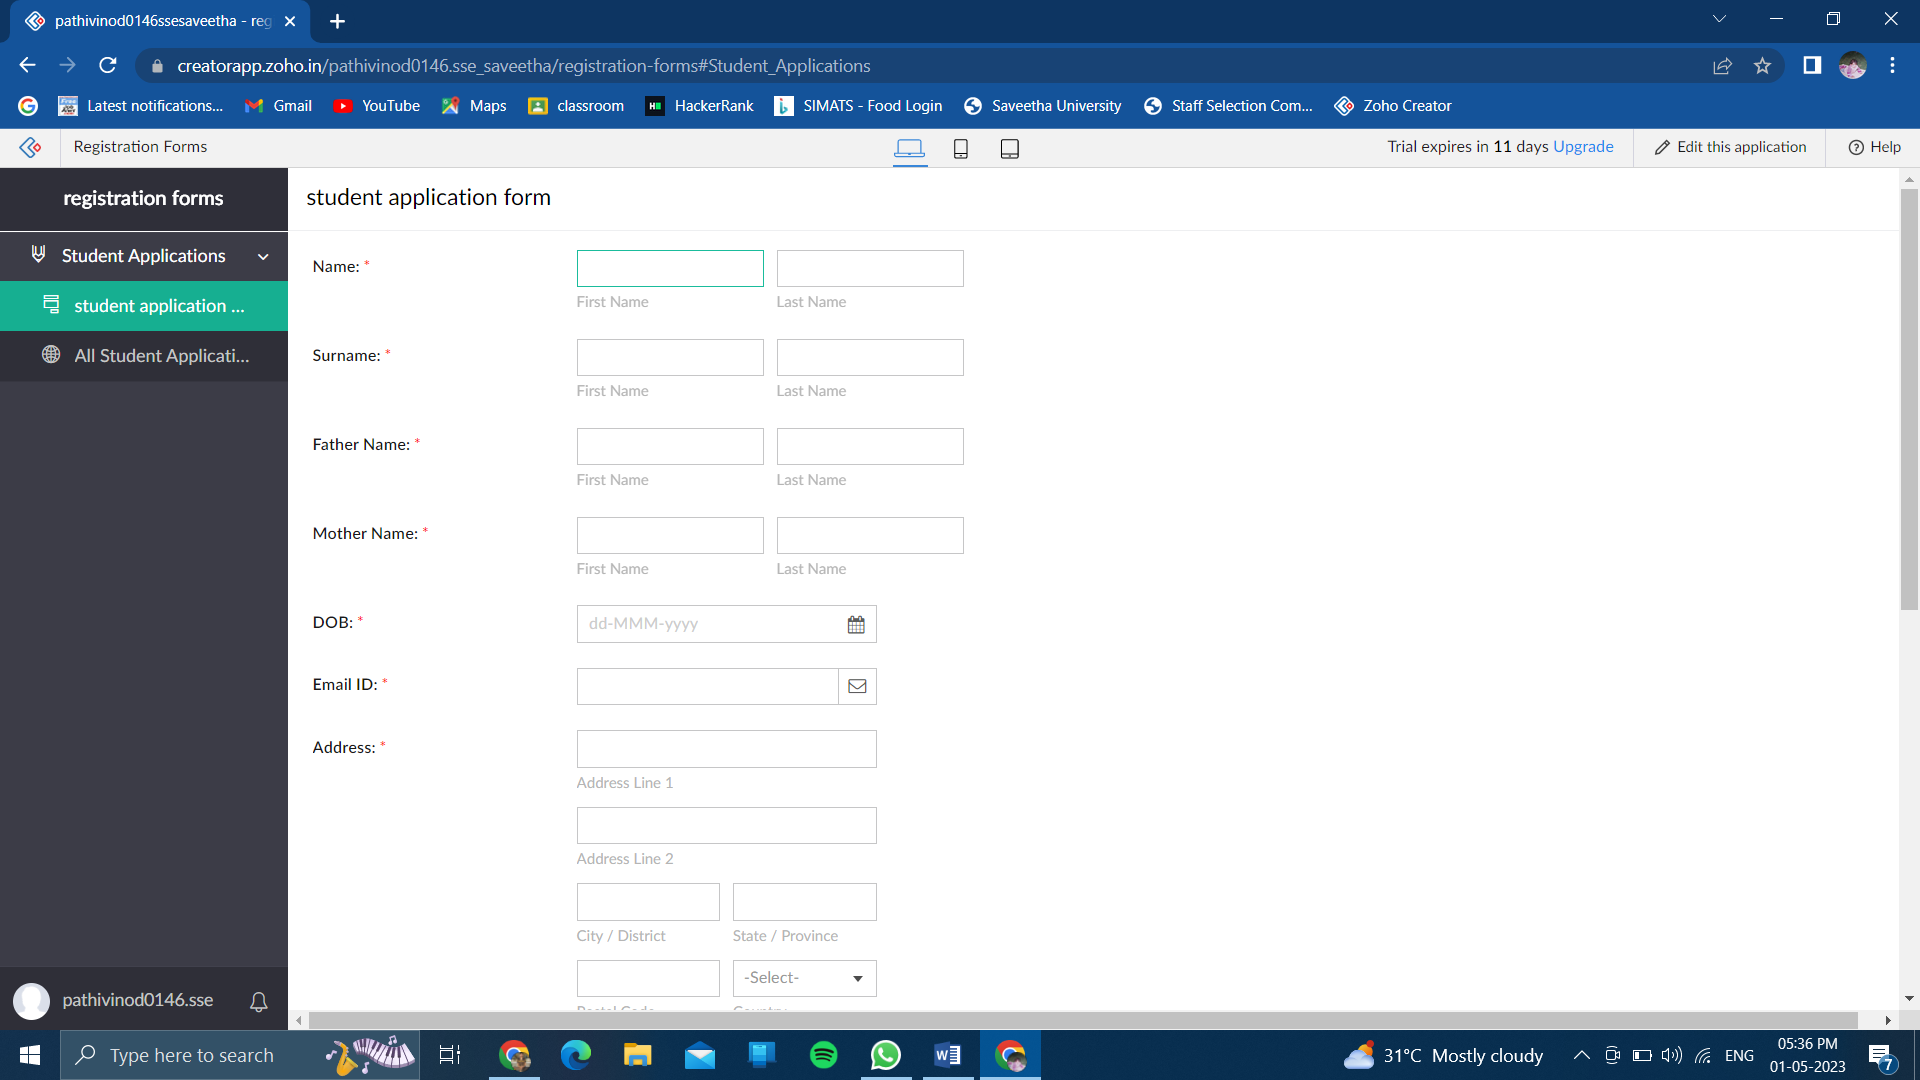 pathivinod0146ssesaveetha - reg
creatorapp.zoho.in/pathivinod0146.sse_saveetha/registration-forms#Student_Applications
Latest notifications... Gmail YouTube Maps classroom HackerRank SIMATS - Food Login Saveetha University Staff Selection Com... Zoho Creator
Registration Forms Trial expires in 11 days Upgrade Edit this application Help
registration forms
Student Applications
student application ...
All Student Applicati...
pathivinod0146.sse
student application form
Name: *
First Name Last Name
Surname: *
First Name Last Name
Father Name: *
First Name Last Name
Mother Name: *
First Name Last Name
DOB: * dd-MMM-yyyy
Email ID: *
Address: *
Address Line 1
Address Line 2
City / District State / Province
-Select-
Postal Code Country
Type here to search 31°C Mostly cloudy ENG 05:36 PM
01-05-2023 7